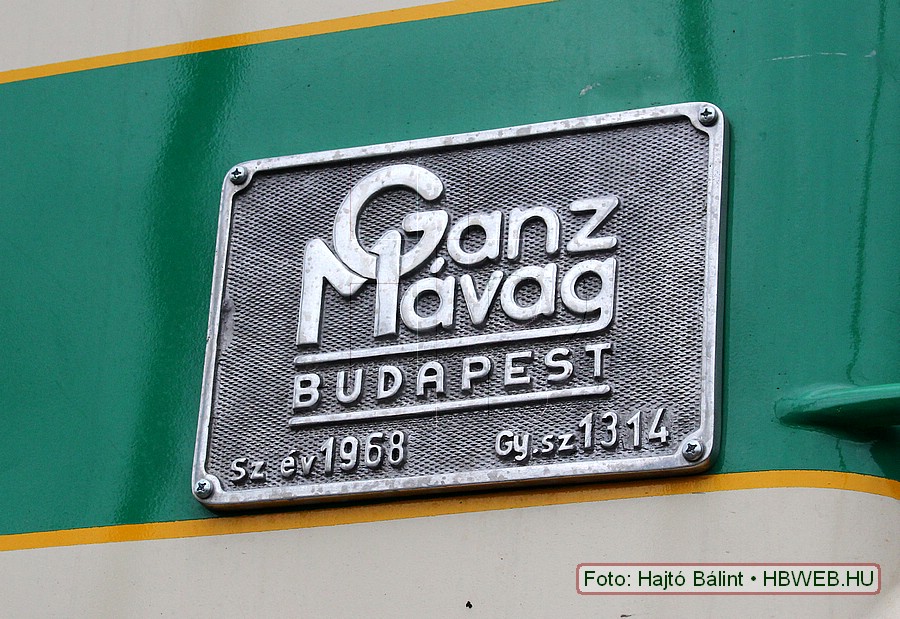 Ganz
Mávag
BUDAPEST
Sz év 1968 Gy.sz 1314
Foto: Hajtó Bálint • HBWEB.HU